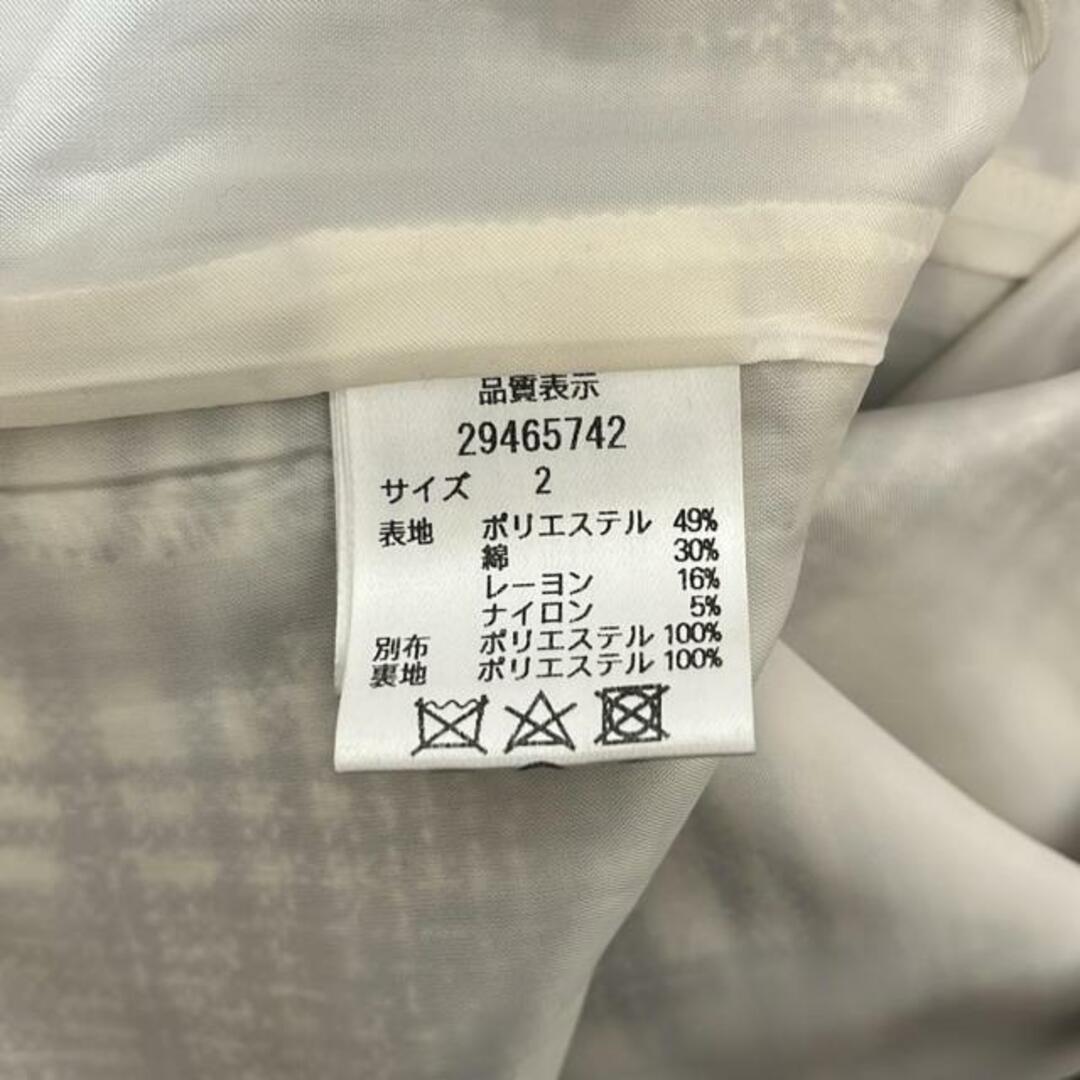 品質表示
29465742
サイズ 2
表地 ポリエステル 49%
綿 30%
レーヨン 16%
ナイロン 5%
別布 ポリエステル 100%
裏地 ポリエステル 100%